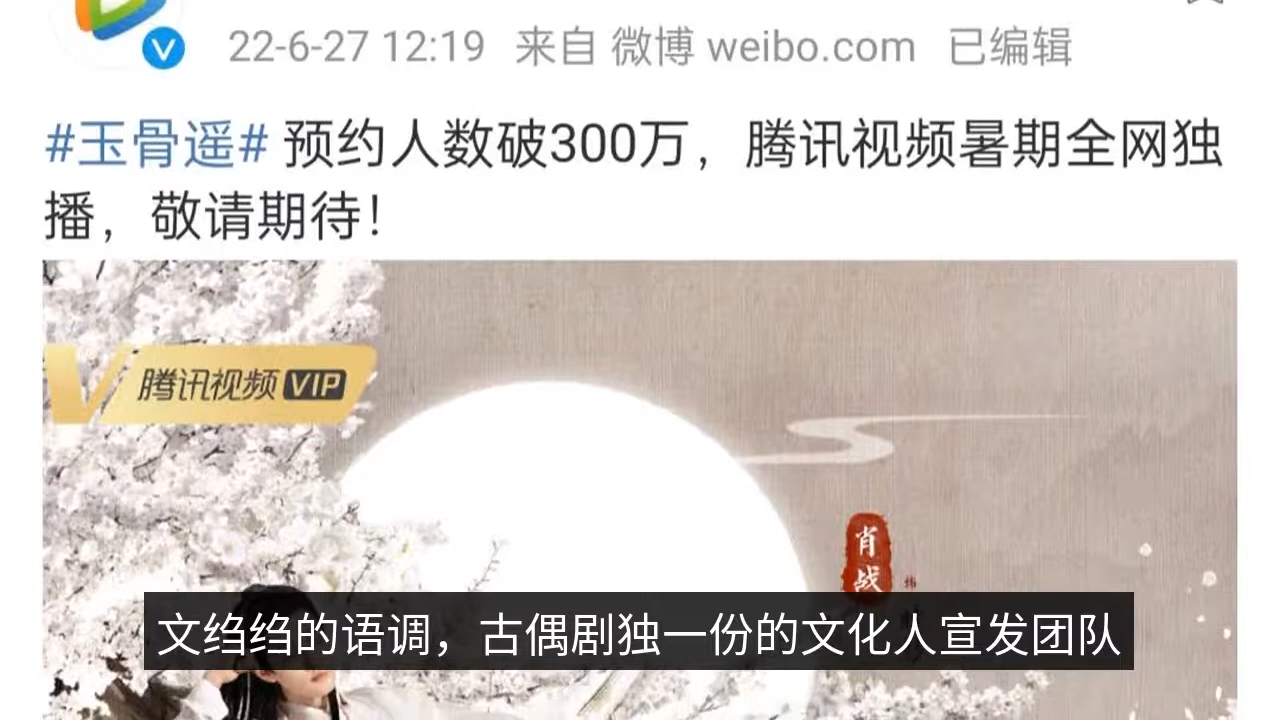 22-6-27 12:19 来自 微博 weibo.com 已编辑
#玉骨遥# 预约人数破300万，腾讯视频暑期全网独
播，敬请期待！
腾讯视频VIP
肖
战
文绉绉的语调，古偶剧独一份的文化人宣发团队